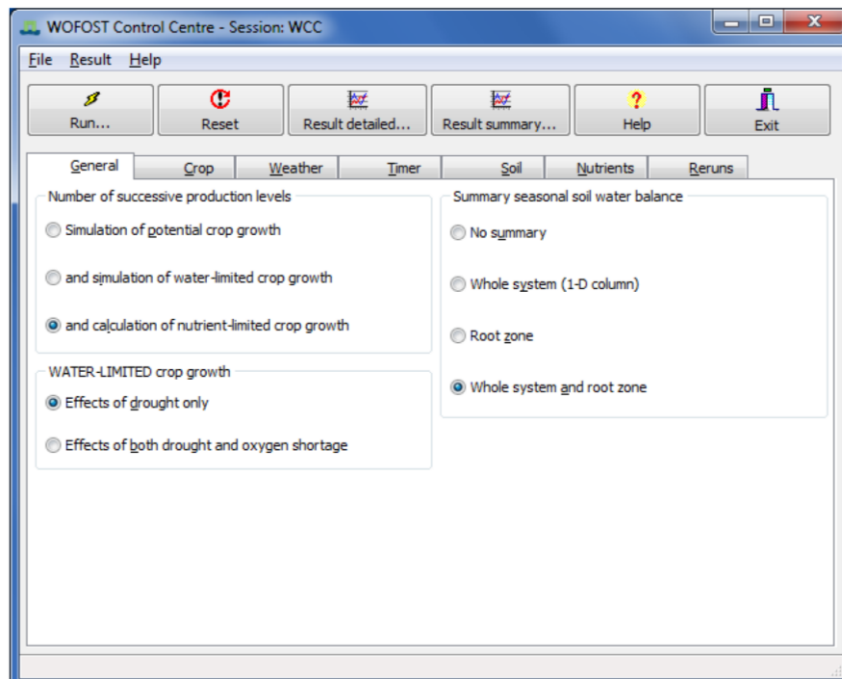 WOFOST Control Centre - Session: WCC
File Result Help
Run... Reset Result detailed... Result summary... Help Exit
General Crop Weather Timer Soil Nutrients Reruns
Number of successive production levels
Simulation of potential crop growth
and simulation of water-limited crop growth
and calculation of nutrient-limited crop growth
WATER-LIMITED crop growth
Effects of drought only
Effects of both drought and oxygen shortage
Summary seasonal soil water balance
No summary
Whole system (1-D column)
Root zone
Whole system and root zone